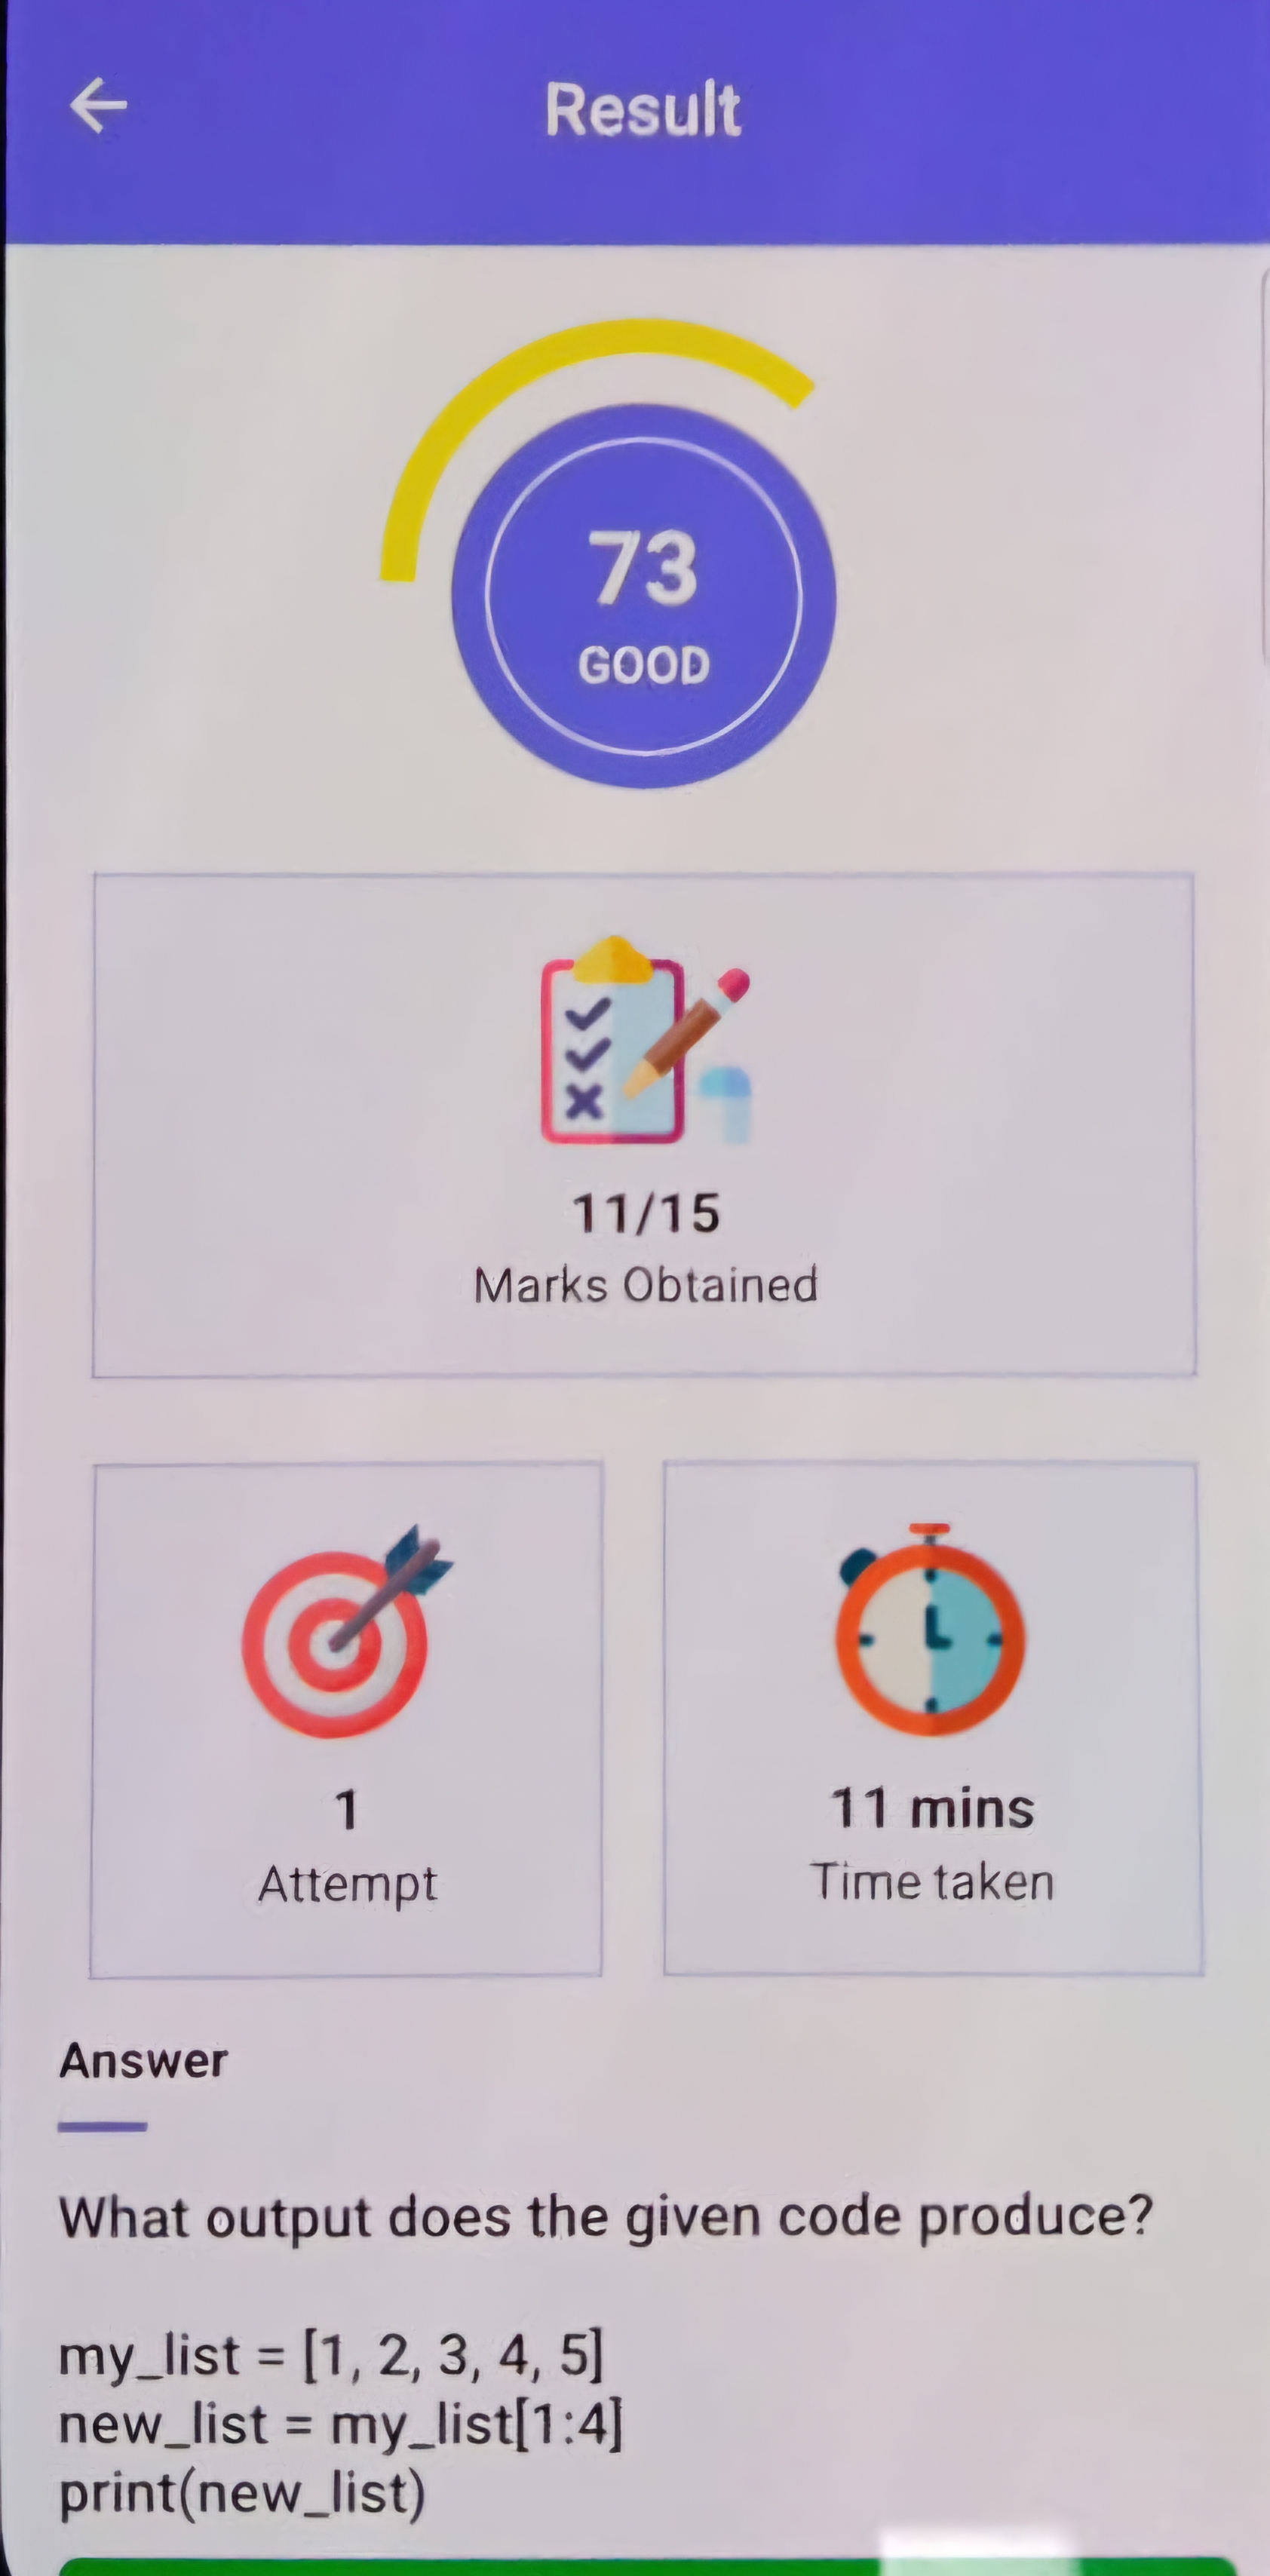 Result
73
GOOD
11/15
Marks Obtained
1
Attempt
11 mins
Time taken
Answer
What output does the given code produce?
my_list = [1, 2, 3, 4, 5]
new_list = my_list[1:4]
print(new_list)